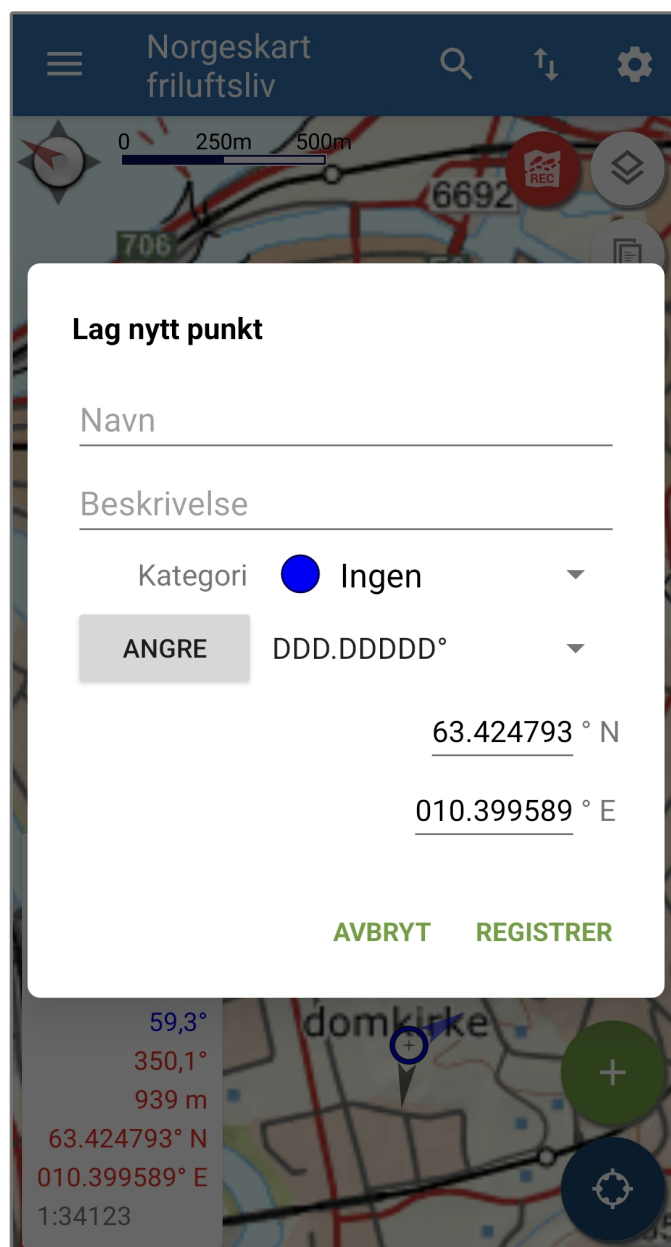 Norgeskart
friluftsliv
0 250m 500m
REC
6692
706
Lag nytt punkt
Navn
Beskrivelse
Kategori Ingen
ANGRE DDD.DDDDD°
63.424793 ° N
010.399589 ° E
AVBRYT REGISTRER
59,3°
domkirke
350,1°
939 m
63.424793° N
010.399589° E
1:34123